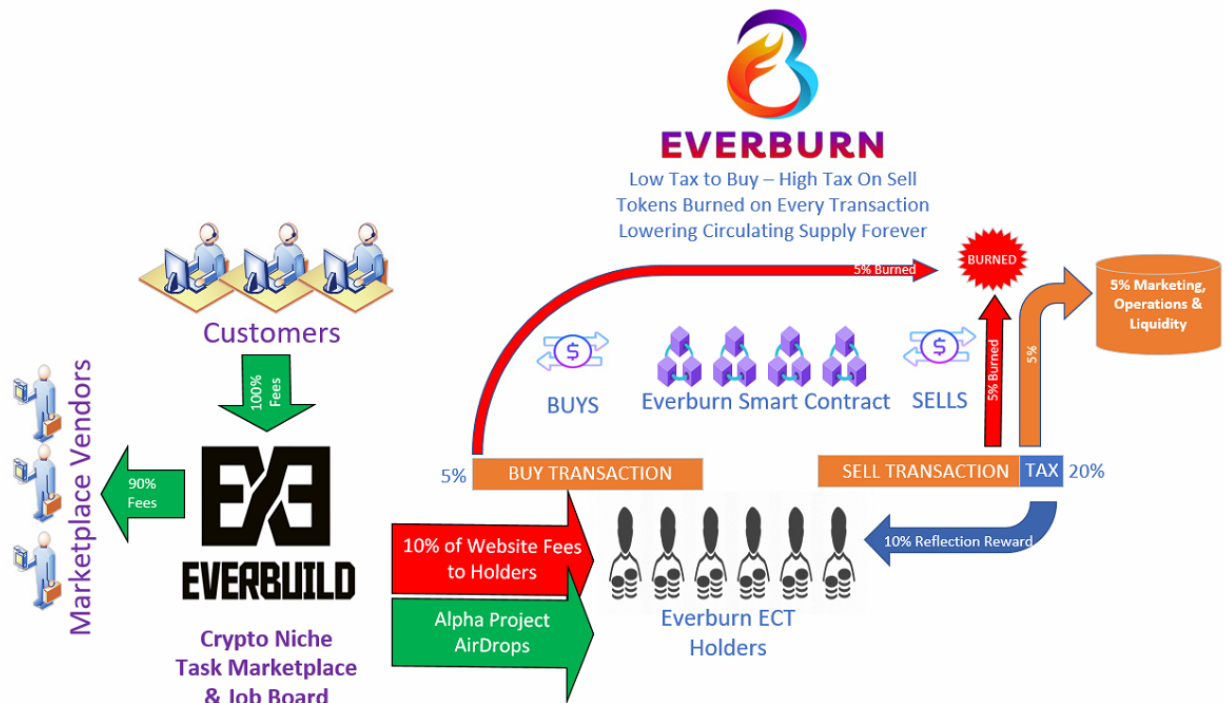 EVERBURN
Low Tax to Buy – High Tax On Sell
Tokens Burned on Every Transaction
Lowering Circulating Supply Forever
BURNED
5% Burned
5% Marketing,
Operations &
Liquidity
Customers
100%
Fees
BUYS
Everburn Smart Contract
SELLS
5% Burned
5%
Marketplace Vendors
90%
Fees
5%
BUY TRANSACTION
SELL TRANSACTION
TAX
20%
EVERBUILD
10% of Website Fees
to Holders
10% Reflection Reward
Alpha Project
AirDrops
Everburn ECT
Holders
Crypto Niche
Task Marketplace
& Job Board